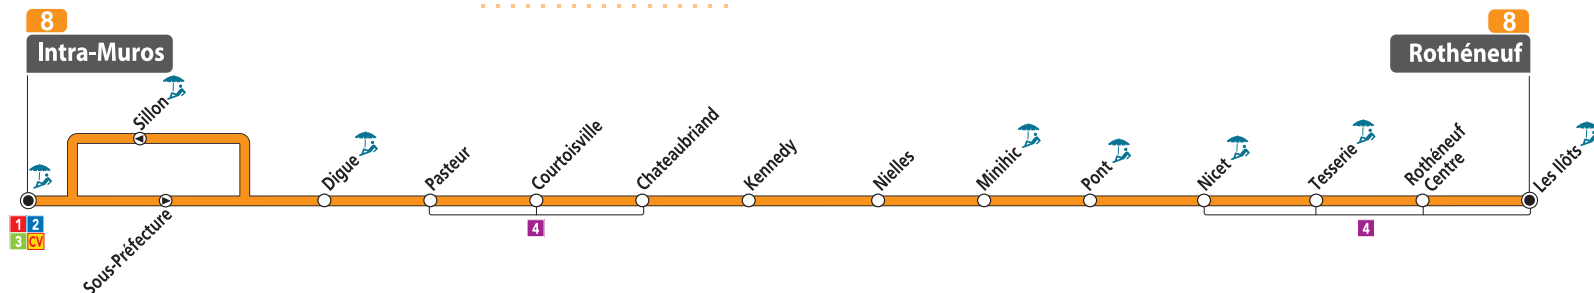 8
Intra-Muros
8
Rothéneuf
Sillon
Sous-Préfecture
Digue
Pasteur
Courtoisville
Chateaubriand
Kennedy
Nielles
Minihic
Pont
Nicet
Tesserie
Rothéneuf
Centre
Les Ilôts
1 2
3 CV
4
4